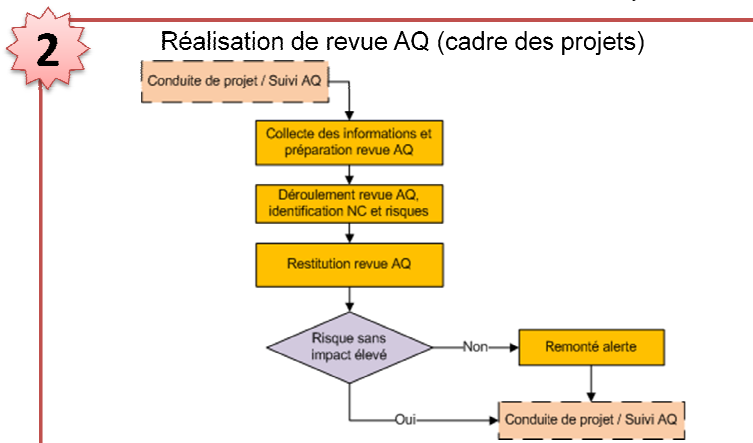 2
Réalisation de revue AQ (cadre des projets)
Conduite de projet / Suivi AQ
Collecte des informations et
préparation revue AQ
Déroulement revue AQ,
identification NC et risques
Restitution revue AQ
Risque sans
impact élevé
Non
Remonté alerte
Oui
Conduite de projet / Suivi AQ